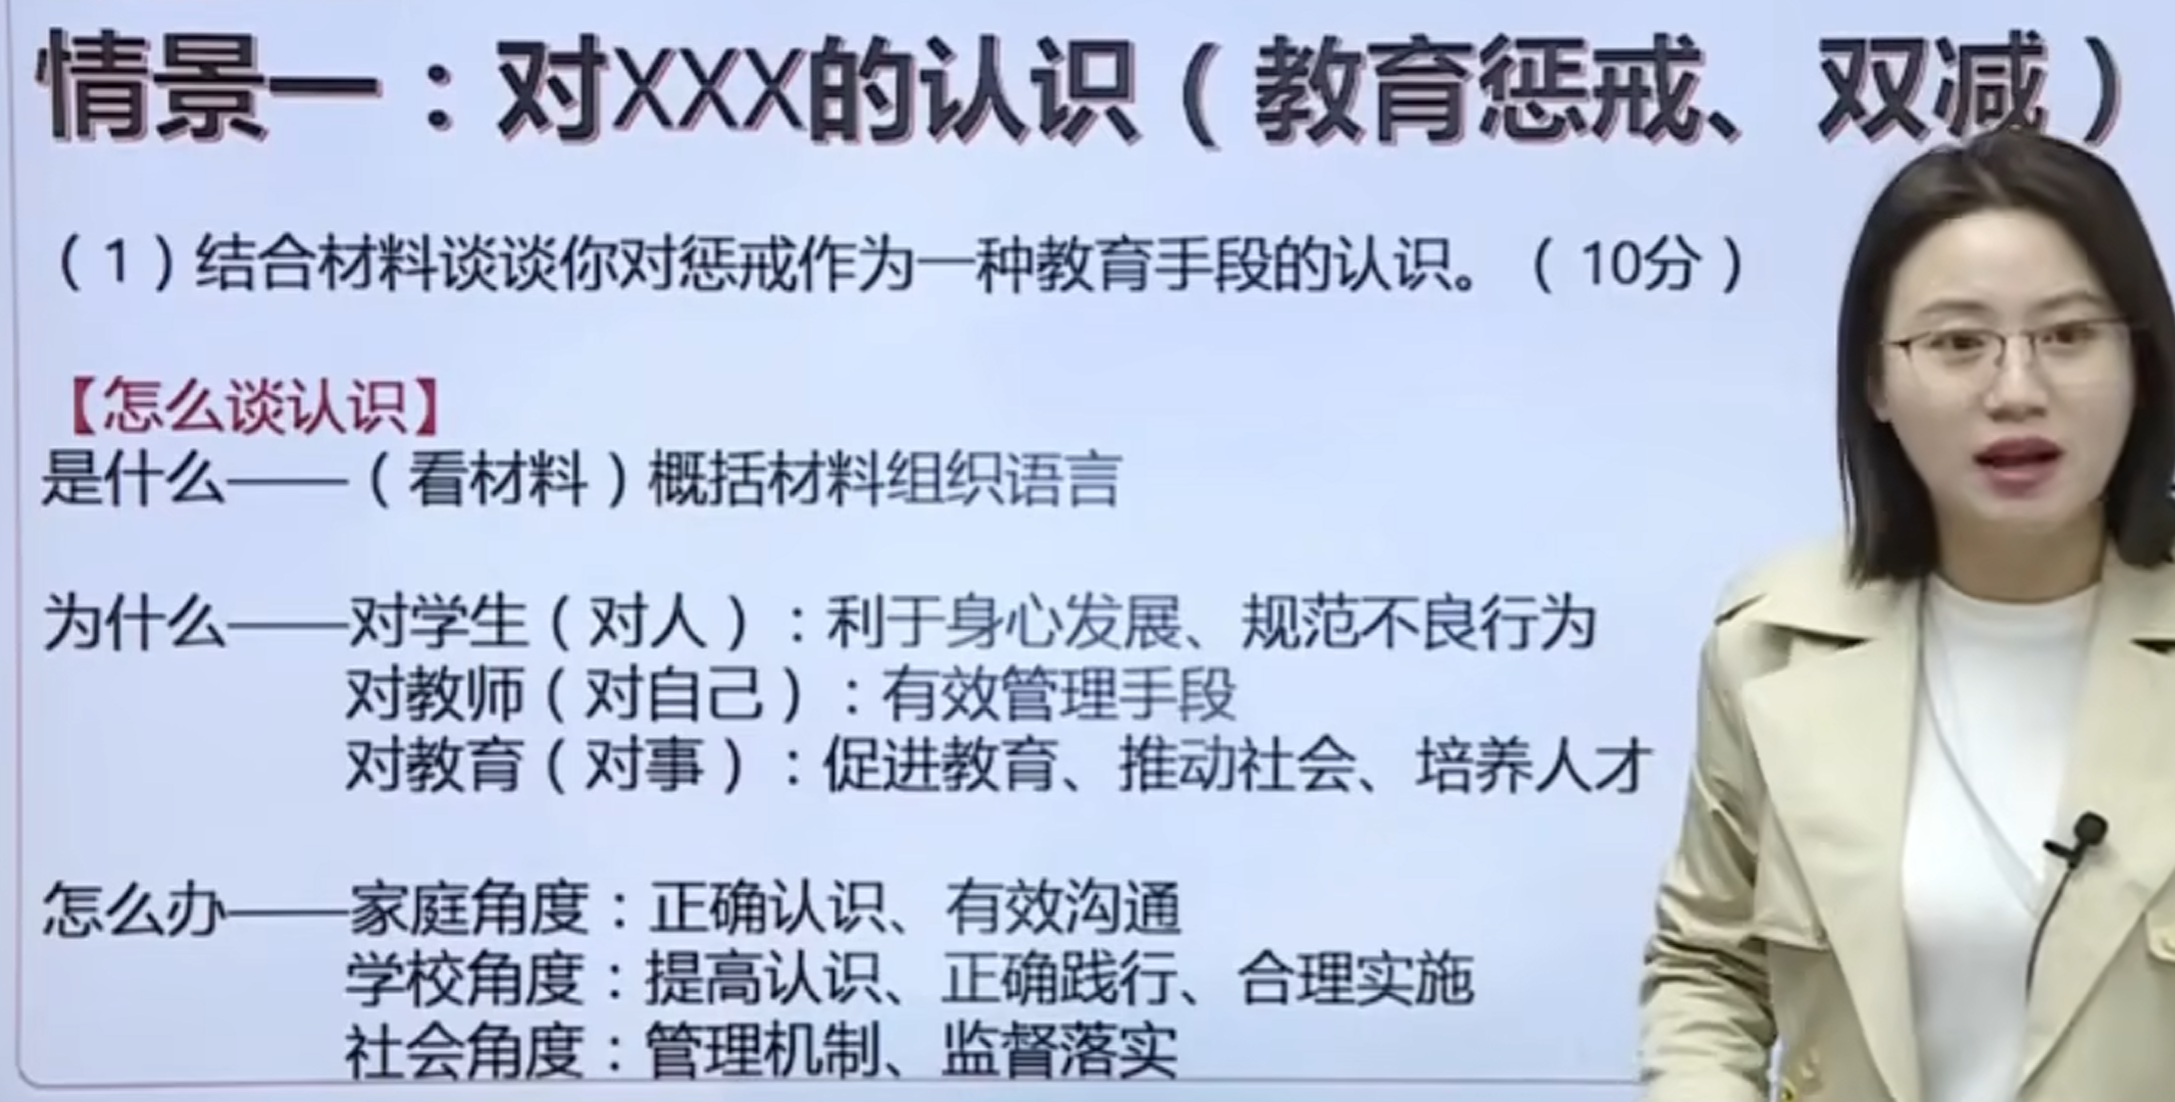 情景一：对XXX的认识（教育惩戒、双减）
（1）结合材料谈谈你对惩戒作为一种教育手段的认识。（10分）
【怎么谈认识】
是什么——（看材料）概括材料组织语言
为什么——对学生（对人）：利于身心发展、规范不良行为
对教师（对自己）：有效管理手段
对教育（对事）：促进教育、推动社会、培养人才
怎么办——家庭角度：正确认识、有效沟通
学校角度：提高认识、正确践行、合理实施
社会角度：管理机制、监督落实